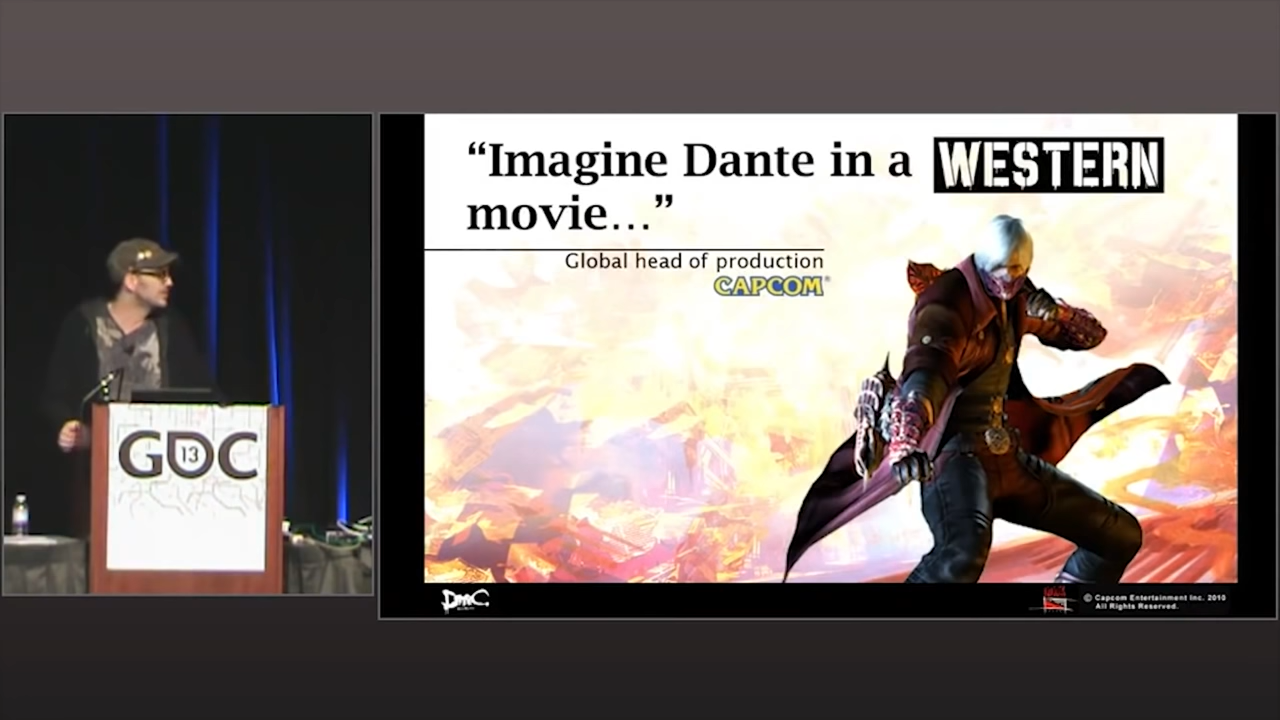 “Imagine Dante in a WESTERN
movie…”
Global head of production
CAPCOM
GDC
13
DmC
© Capcom Entertainment Inc. 2010
All Rights Reserved.